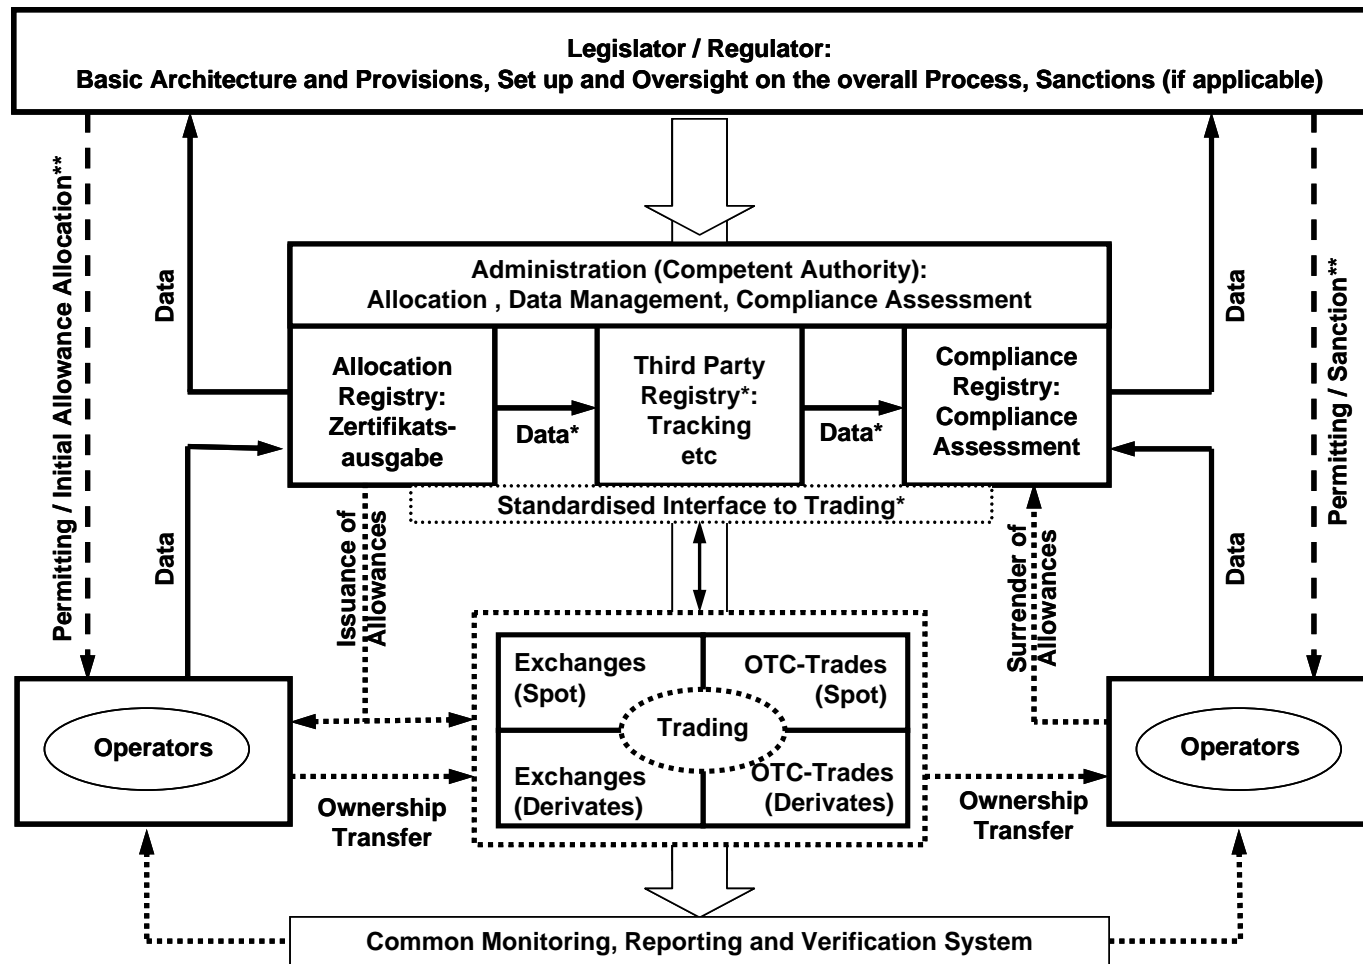 Legislator / Regulator:
Basic Architecture and Provisions, Set up and Oversight on the overall Process, Sanctions (if applicable)
Permitting / Initial Allowance Allocation**
Data
Data
Permitting / Sanction**
Administration (Competent Authority):
Allocation , Data Management, Compliance Assessment
Allocation
Registry:
Zertifikats-
ausgabe
Data*
Third Party
Registry*:
Tracking
etc
Data*
Compliance
Registry:
Compliance
Assessment
Standardised Interface to Trading*
Data
Issuance of
Allowances
Surrender of
Allowances
Data
Exchanges
(Spot)
OTC-Trades
(Spot)
Trading
Exchanges
(Derivates)
OTC-Trades
(Derivates)
Operators
Operators
Ownership
Transfer
Ownership
Transfer
Common Monitoring, Reporting and Verification System